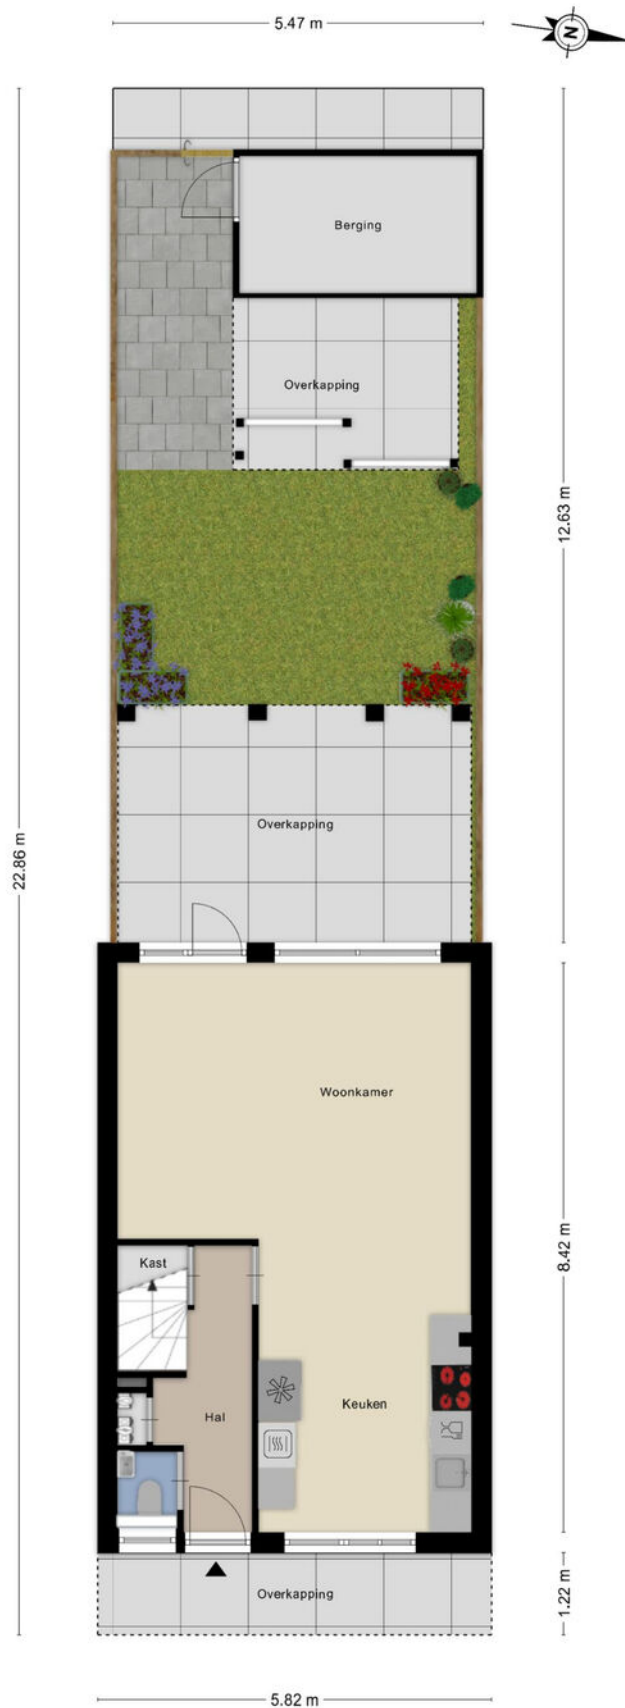 5.47 m
N
Berging
Overkapping
12.63 m
Overkapping
22.86 m
Woonkamer
8.42 m
Kast
Keuken
Hal
Overkapping
1.22 m
5.82 m